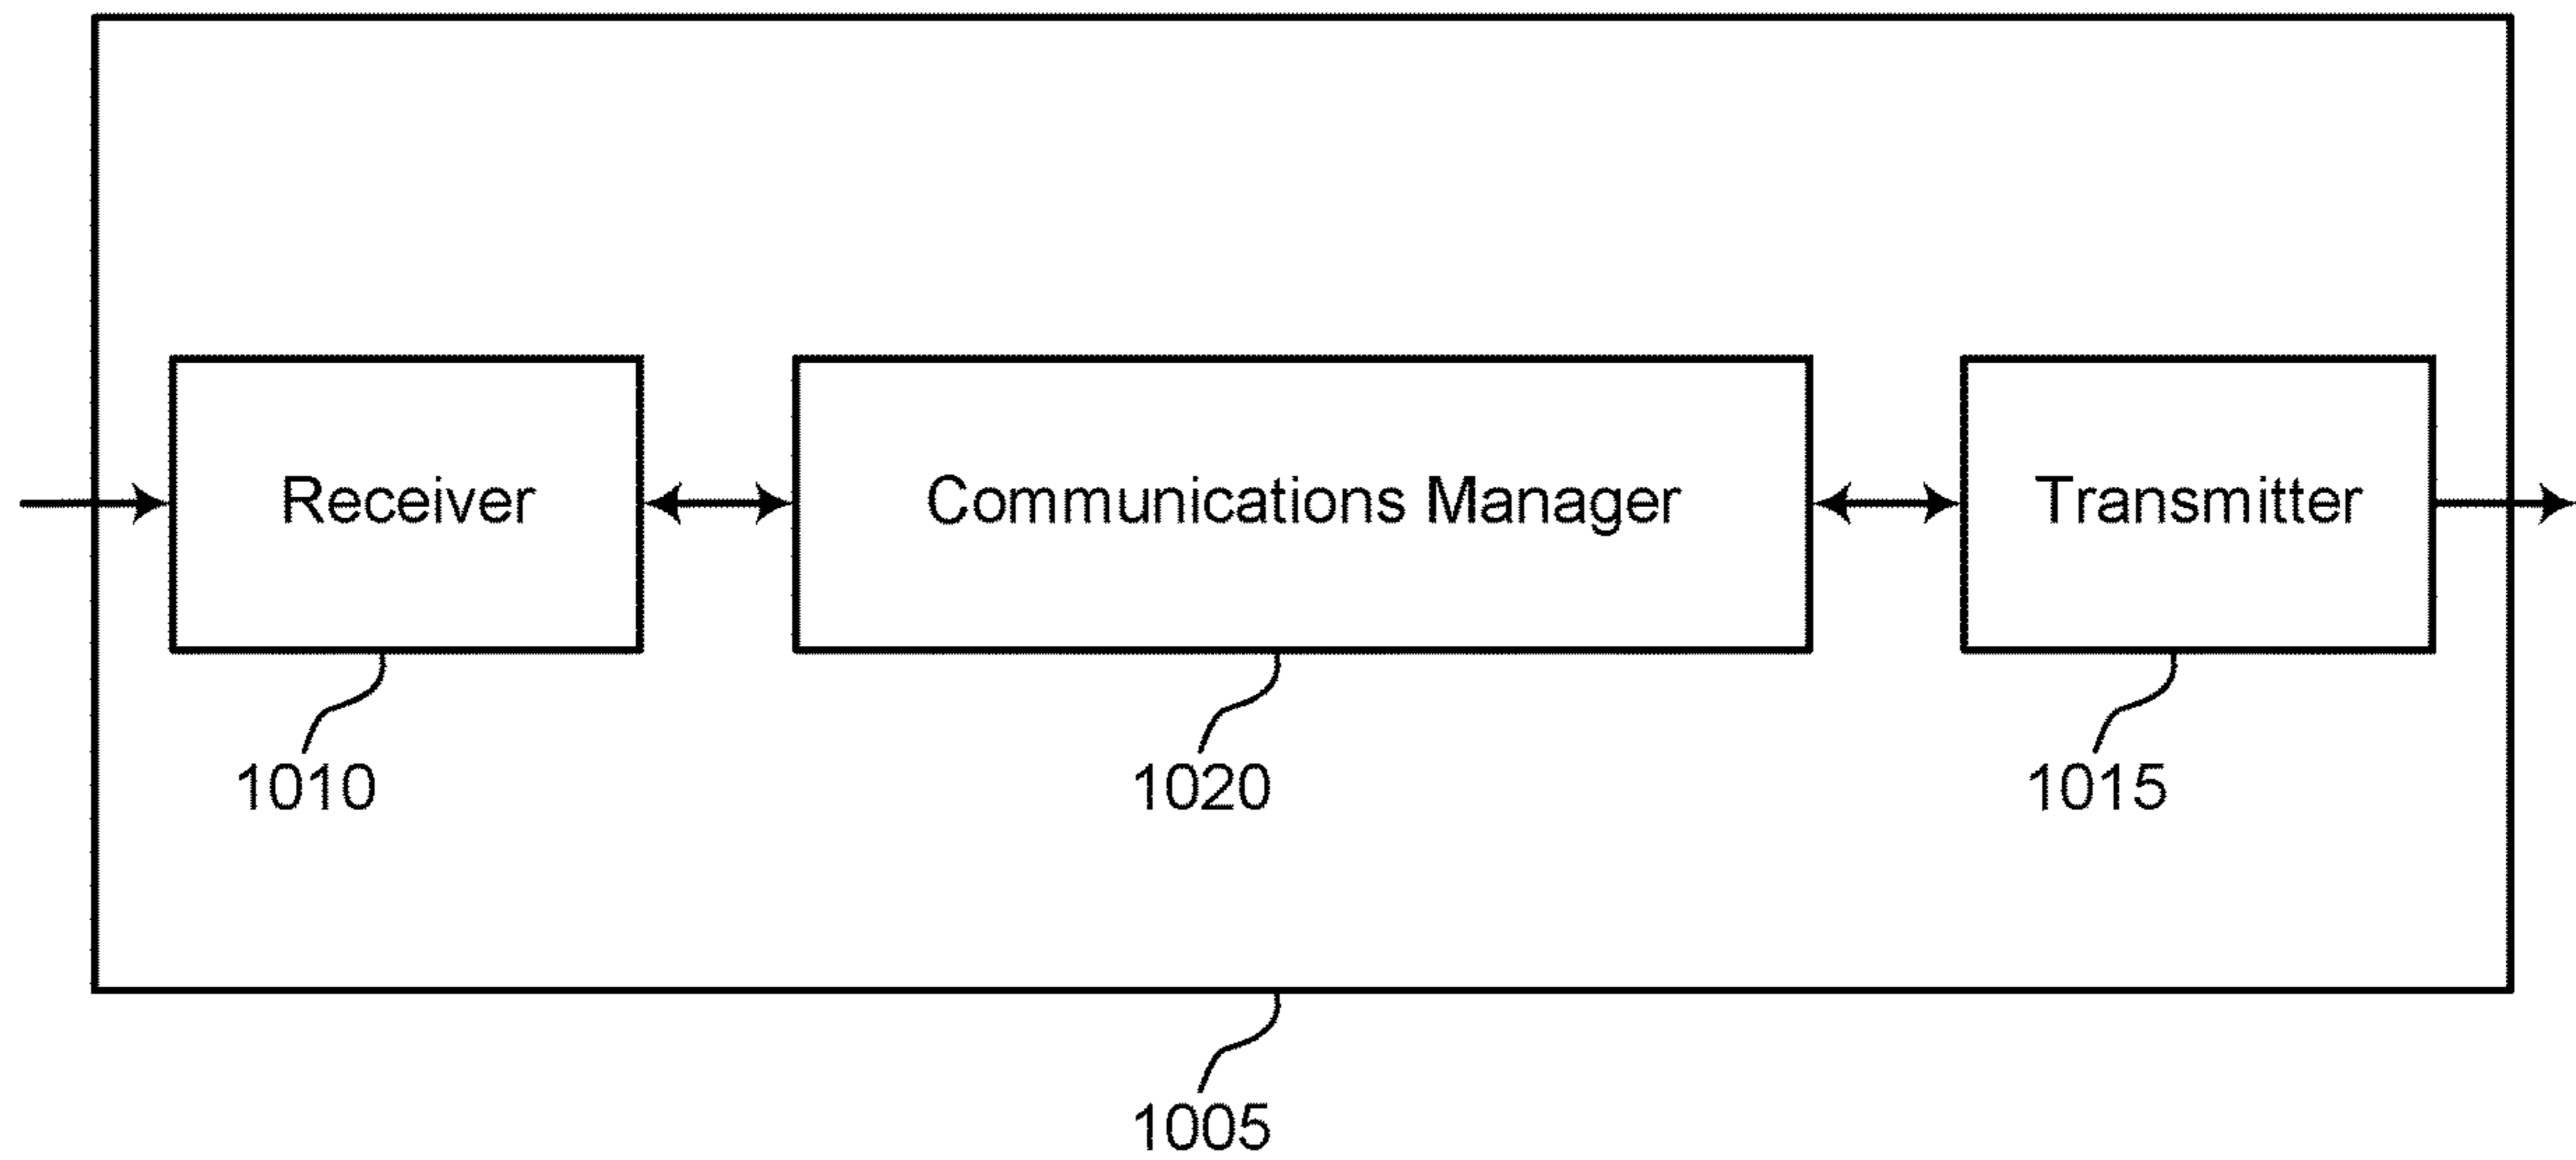 Receiver
Communications Manager
Transmitter
1010
1020
1015
1005